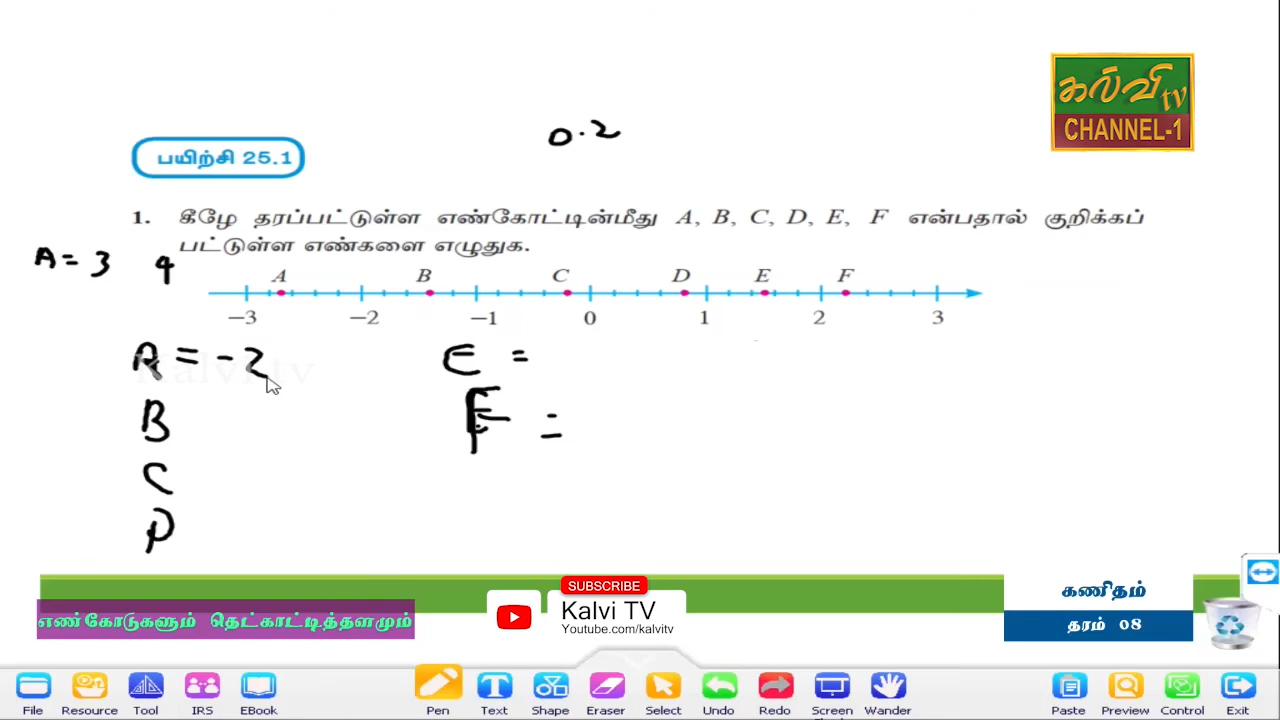 கல்வி tv
CHANNEL-1
0.2
பயிற்சி 25.1
1. கீழே தரப்பட்டுள்ள எண்கோட்டின்மீது A, B, C, D, E, F என்பதால் குறிக்கப்
பட்டுள்ள எண்களை எழுதுக.
A = 3 4
A B C D E F
−3 −2 −1 0 1 2 3
Kalvi tv
A = -2 E =
B F =
C
D
SUBSCRIBE
Kalvi TV
Youtube.com/kalvitv
எண்கோடுகளும் தெட்காட்டித்தளமும்
கணிதம்
தரம் 08
File Resource Tool IRS EBook Pen Text Shape Eraser Select Undo Redo Screen Wander Paste Preview Control Exit